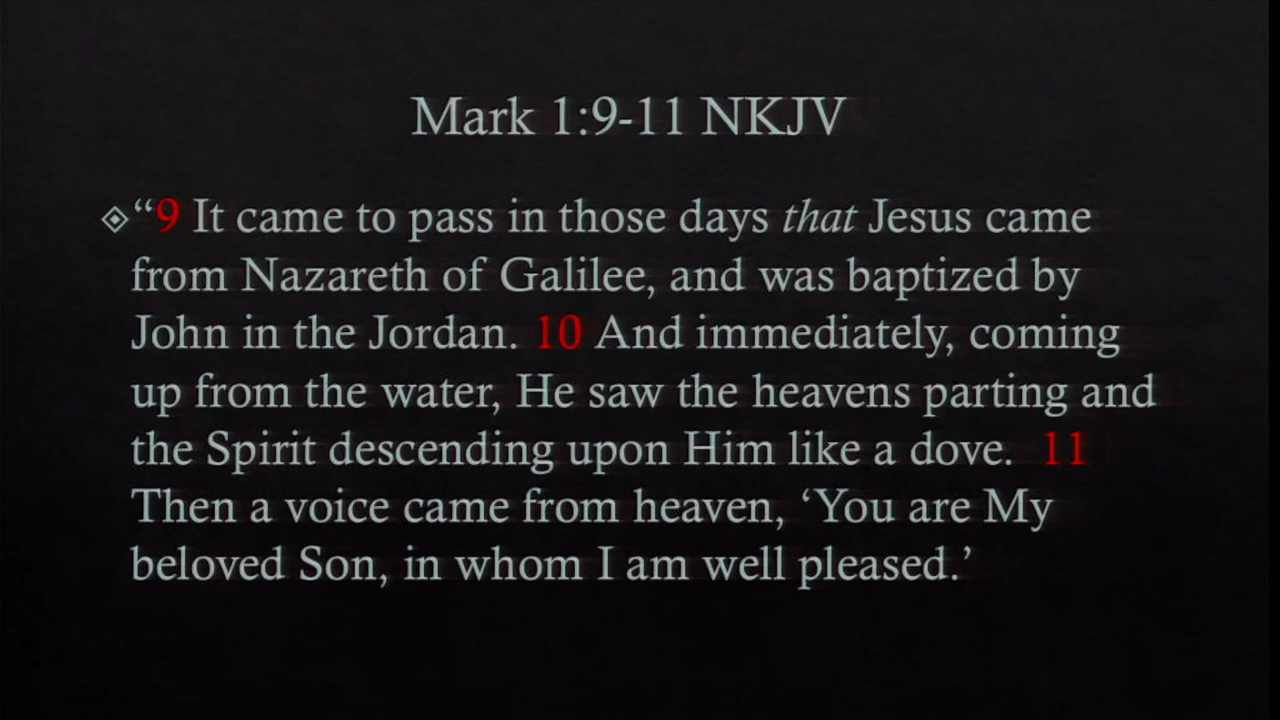 Mark 1:9-11 NKJV
“9 It came to pass in those days that Jesus came
from Nazareth of Galilee, and was baptized by
John in the Jordan. 10 And immediately, coming
up from the water, He saw the heavens parting and
the Spirit descending upon Him like a dove. 11
Then a voice came from heaven, ‘You are My
beloved Son, in whom I am well pleased.’